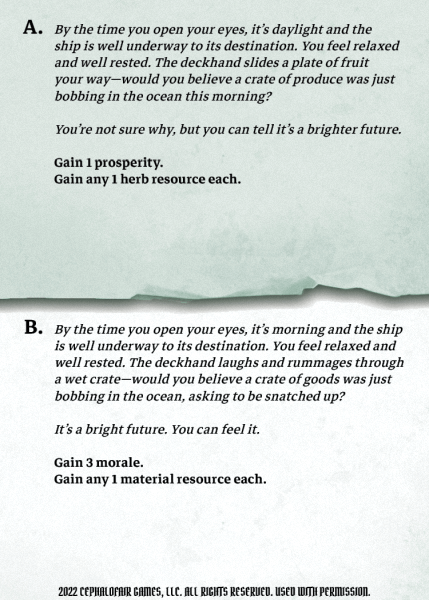 A. By the time you open your eyes, it's daylight and the
ship is well underway to its destination. You feel relaxed
and well rested. The deckhand slides a plate of fruit
your way—would you believe a crate of produce was just
bobbing in the ocean this morning?
You're not sure why, but you can tell it's a brighter future.
Gain 1 prosperity.
Gain any 1 herb resource each.
B. By the time you open your eyes, it's morning and the ship
is well underway to its destination. You feel relaxed and
well rested. The deckhand laughs and rummages through
a wet crate—would you believe a crate of goods was just
bobbing in the ocean, asking to be snatched up?
It's a bright future. You can feel it.
Gain 3 morale.
Gain any 1 material resource each.
2022 CEPHALOFAIR GAMES, LLC. ALL RIGHTS RESERVED. USED WITH PERMISSION.